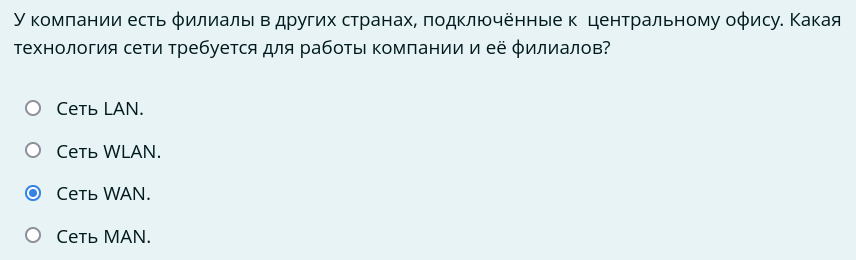 У компании есть филиалы в других странах, подключённые к центральному офису. Какая
технология сети требуется для работы компании и её филиалов?
Сеть LAN.
Сеть WLAN.
Сеть WAN.
Сеть MAN.